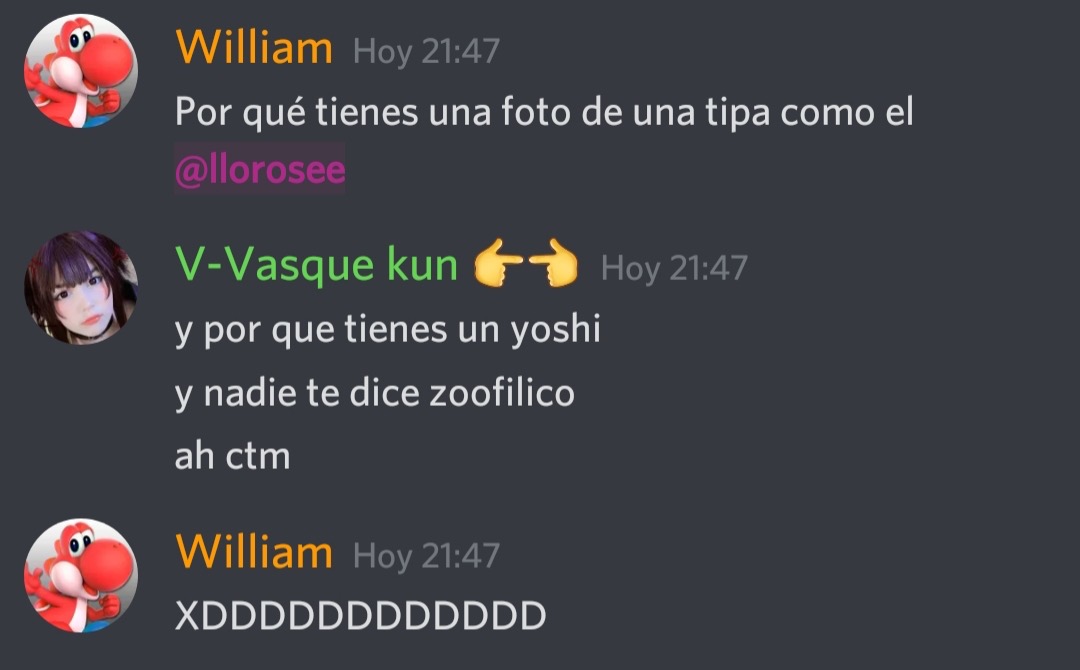 William Hoy 21:47
Por qué tienes una foto de una tipa como el
@llorosee
V-Vasque kun 👉👈 Hoy 21:47
y por que tienes un yoshi
y nadie te dice zoofilico
ah ctm
William Hoy 21:47
XDDDDDDDDDDDD